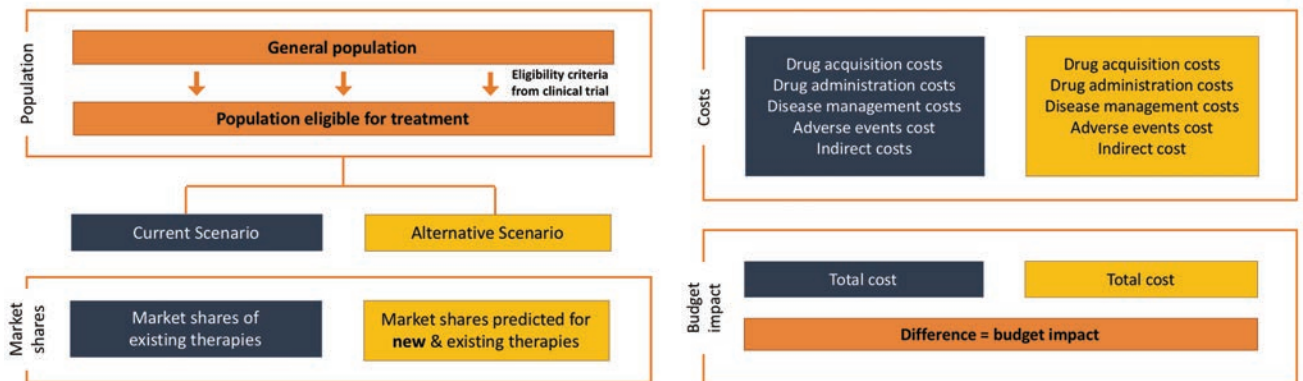 Population
General population
Eligibility criteria
from clinical trial
Population eligible for treatment
Current Scenario
Alternative Scenario
Market
shares
Market shares of
existing therapies
Market shares predicted for
new & existing therapies
Costs
Drug acquisition costs
Drug administration costs
Disease management costs
Adverse events cost
Indirect costs
Drug acquisition costs
Drug administration costs
Disease management costs
Adverse events cost
Indirect cost
Budget
impact
Total cost
Total cost
Difference = budget impact